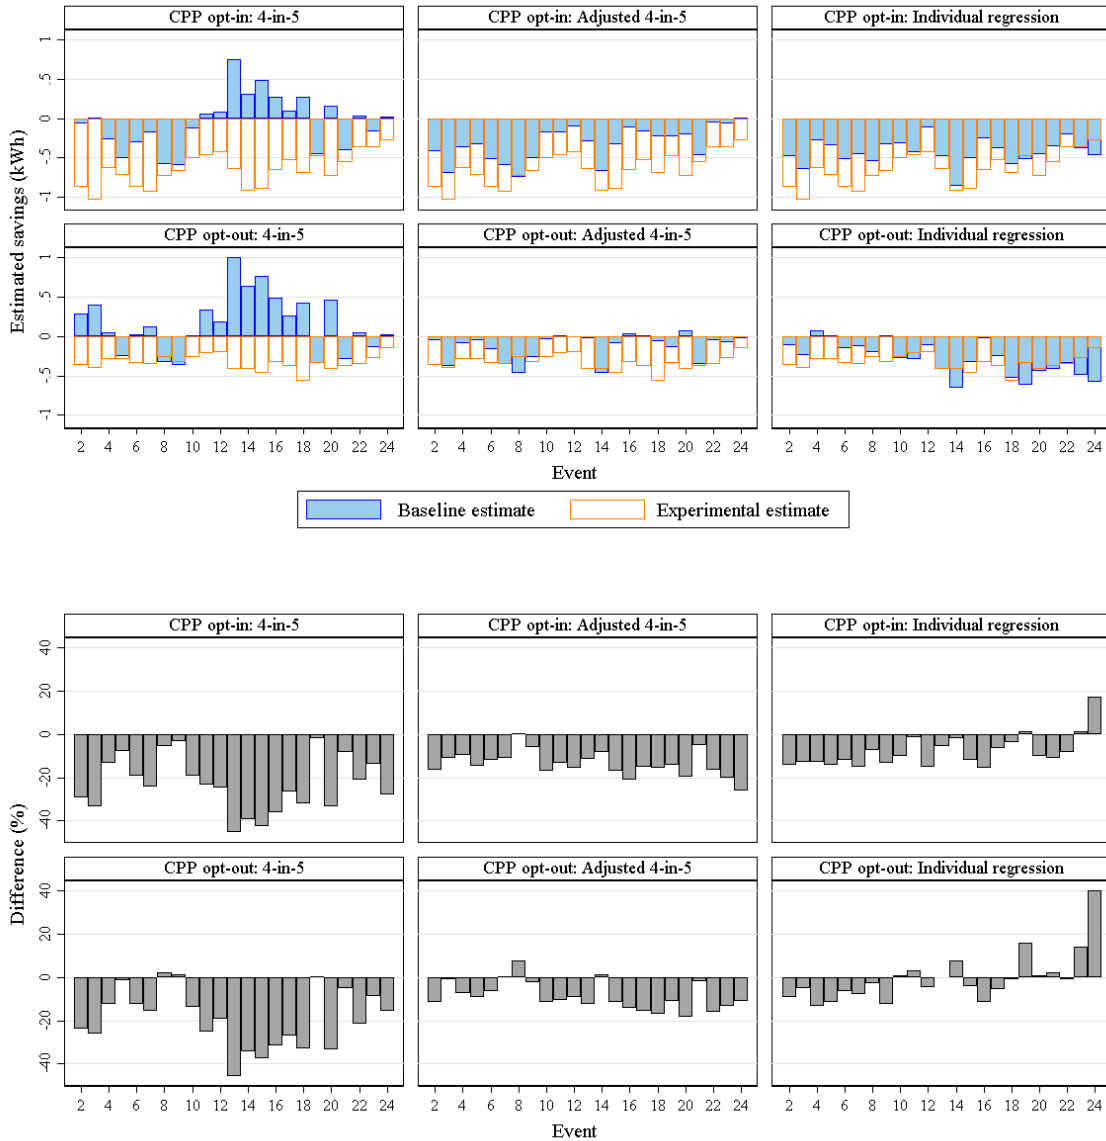 CPP opt-in: 4-in-5 CPP opt-in: Adjusted 4-in-5 CPP opt-in: Individual regression
1
.5
0
-.5
-1
CPP opt-out: 4-in-5 CPP opt-out: Adjusted 4-in-5 CPP opt-out: Individual regression
1
.5
0
-.5
-1
Estimated savings (kWh)
2 4 6 8 10 12 14 16 18 20 22 24 2 4 6 8 10 12 14 16 18 20 22 24 2 4 6 8 10 12 14 16 18 20 22 24
Event
Baseline estimate Experimental estimate
CPP opt-in: 4-in-5 CPP opt-in: Adjusted 4-in-5 CPP opt-in: Individual regression
40
20
0
20
40
CPP opt-out: 4-in-5 CPP opt-out: Adjusted 4-in-5 CPP opt-out: Individual regression
40
20
0
20
40
Difference (%)
2 4 6 8 10 12 14 16 18 20 22 24 2 4 6 8 10 12 14 16 18 20 22 24 2 4 6 8 10 12 14 16 18 20 22 24
Event